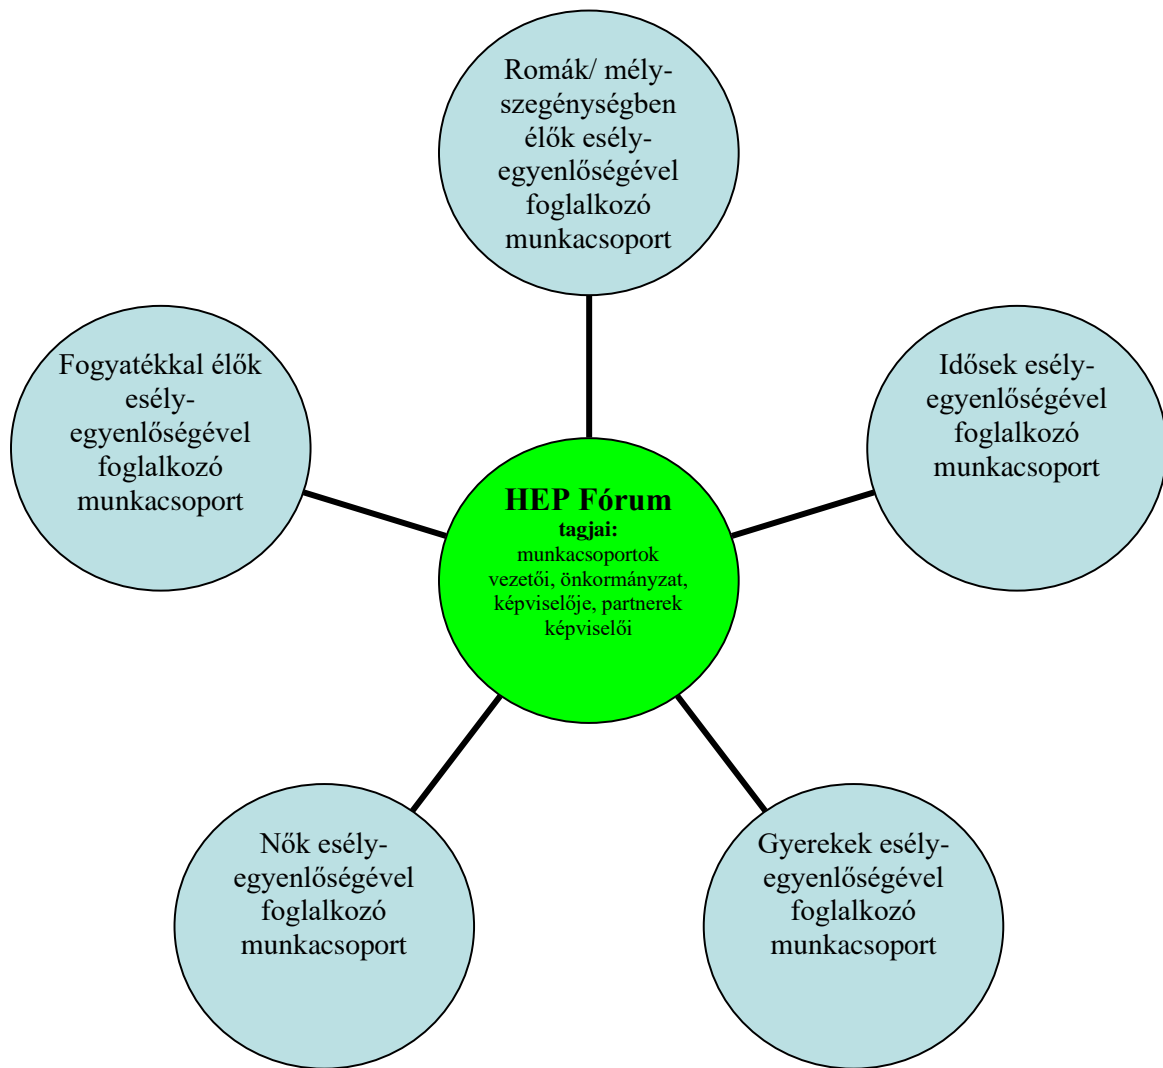 Romák/ mély-
szegénységben
élők esély-
egyenlőségével
foglalkozó
munkacsoport
Fogyatékkal élők
esély-
egyenlőségével
foglalkozó
munkacsoport
Idősek esély-
egyenlőségével
foglalkozó
munkacsoport
HEP Fórum
tagjai:
munkacsoportok
vezetői, önkormányzat,
képviselője, partnerek
képviselői
Nők esély-
egyenlőségével
foglalkozó
munkacsoport
Gyerekek esély-
egyenlőségével
foglalkozó
munkacsoport